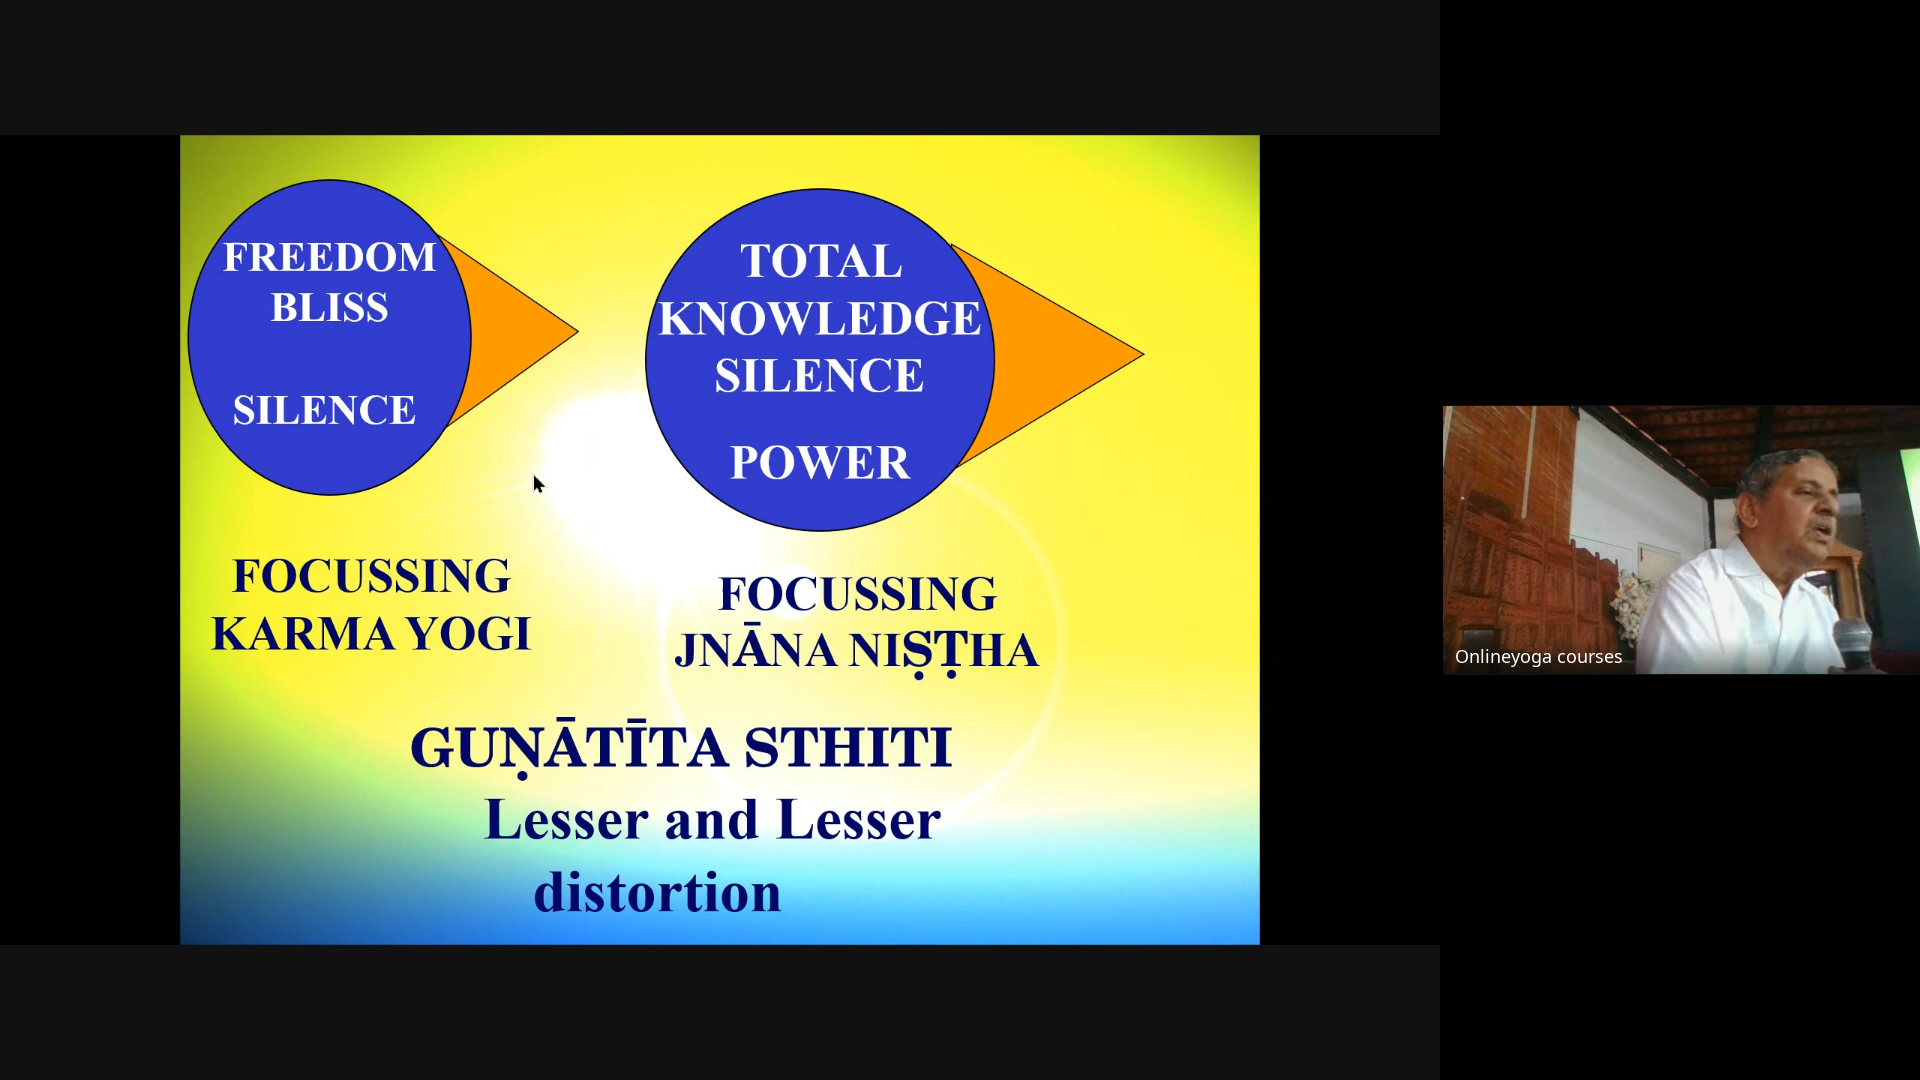 FREEDOM
BLISS
SILENCE
TOTAL
KNOWLEDGE
SILENCE
POWER
FOCUSSING
KARMA YOGI
FOCUSSING
JNĀNA NIṢṬHA
GUṆĀTĪTA STHITI
Lesser and Lesser
distortion
Onlineyoga courses